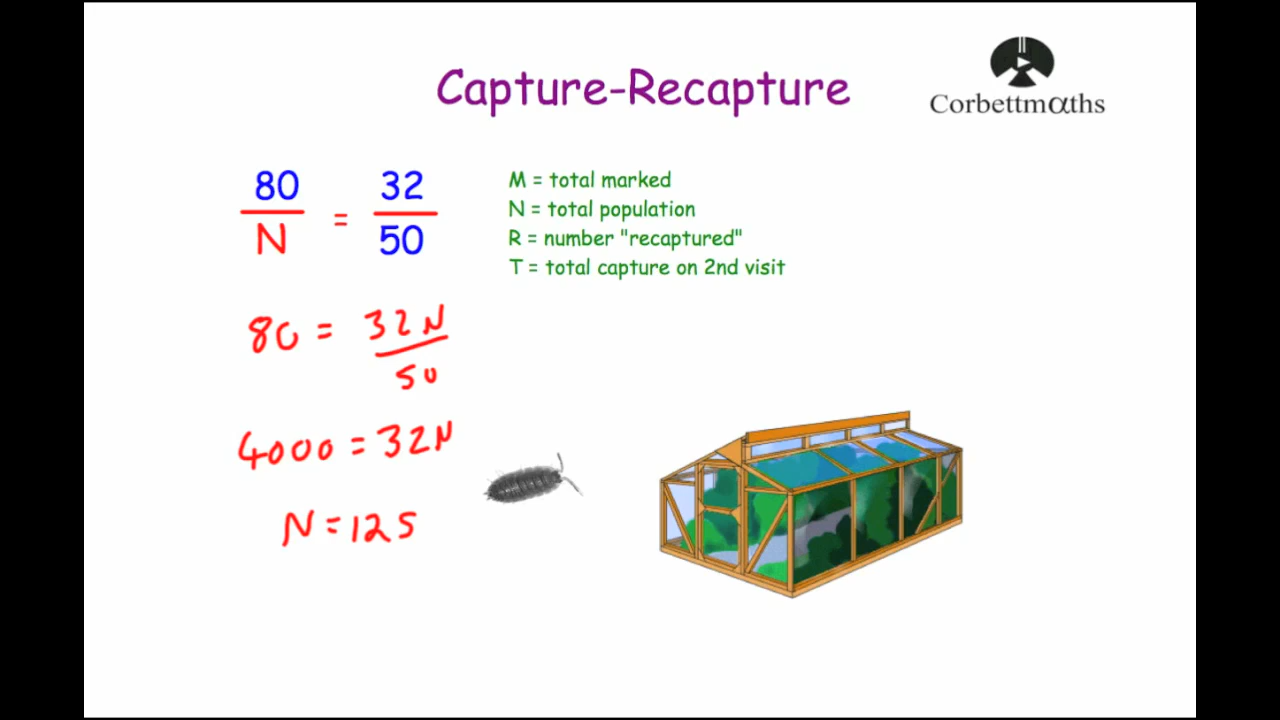 Capture-Recapture
Corbettmαths
80/N = 32/50
M = total marked
N = total population
R = number "recaptured"
T = total capture on 2nd visit
80 = 32N/50
4000 = 32N
N = 125